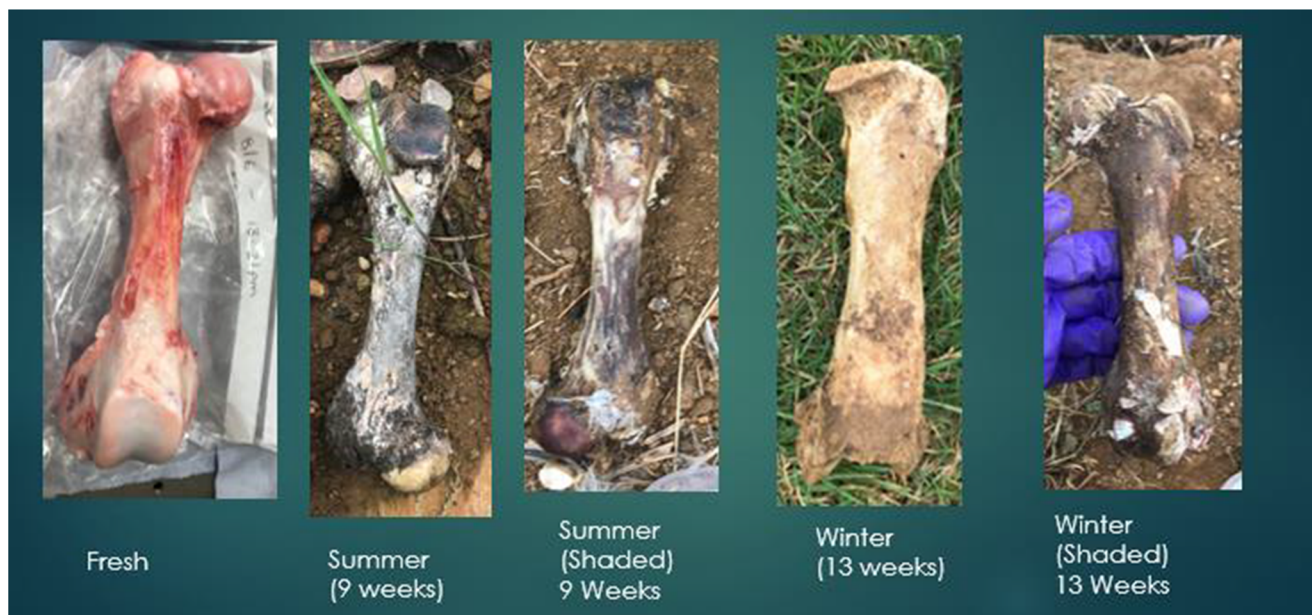 Fresh
Summer
(9 weeks)
Summer
(Shaded)
9 Weeks
Winter
(13 weeks)
Winter
(Shaded)
13 Weeks